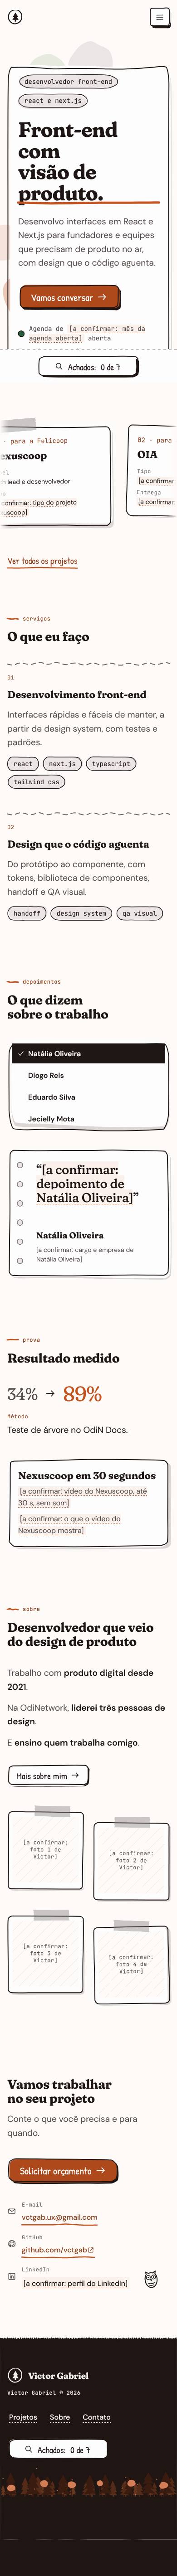 desenvolvedor front-end
react e next.js
Front-end
com
visão de
produto.
Desenvolvo interfaces em React e
Next.js para fundadores e equipes
que precisam de produto no ar,
com design que o código aguenta.
Vamos conversar
Agenda de [a confirmar: mês da
agenda aberta] aberta
Achados: 0 de 7
· para a Felicoop
02 · para
exuscoop
OIA
Tipo
h lead e desenvolvedor
[a confirmar
Entrega
confirmar: tipo do projeto
[a confirmar
Ver todos os projetos
serviços
O que eu faço
01
Desenvolvimento front-end
Interfaces rápidas e fáceis de manter, a
partir de design system, com testes e
padrões.
react
next.js
typescript
tailwind css
02
Design que o código aguenta
Do protótipo ao componente, com
tokens, biblioteca de componentes,
handoff e QA visual.
handoff
design system
qa visual
depoimentos
O que dizem
sobre o trabalho
Natália Oliveira
Diogo Reis
Eduardo Silva
Jecielly Mota
“[a confirmar:
depoimento de
Natália Oliveira]”
Natália Oliveira
[a confirmar: cargo e empresa de
Natália Oliveira]
prova
Resultado medido
34% → 89%
Método
Teste de árvore no OdiN Docs.
Nexuscoop em 30 segundos
[a confirmar: vídeo do Nexuscoop, até
30 s, sem som]
[a confirmar: o que o vídeo do
Nexuscoop mostra]
sobre
Desenvolvedor que veio
do design de produto
Trabalho com produto digital desde
2021.
Na OdiNetwork, liderei três pessoas de
design.
E ensino quem trabalha comigo.
Mais sobre mim
[a confirmar:
foto 1 de
Victor]
[a confirmar:
foto 2 de
Victor]
[a confirmar:
foto 3 de
Victor]
[a confirmar:
foto 4 de
Victor]
Vamos trabalhar
no seu projeto
Conte o que você precisa e para
quando.
Solicitar orçamento
E-mail
vctgab.ux@gmail.com
GitHub
github.com/vctgab
LinkedIn
[a confirmar: perfil do LinkedIn]
Victor Gabriel
Victor Gabriel © 2026
Projetos
Sobre
Contato
Achados: 0 de 7